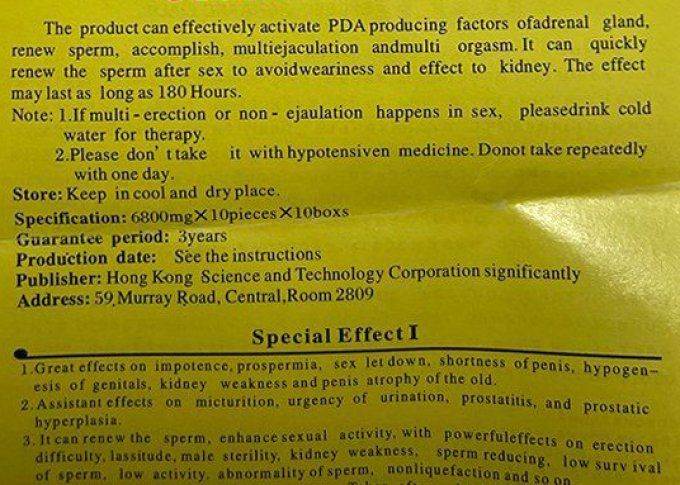 The product can effectively activate PDA producing factors ofadrenal gland,
renew sperm, accomplish, multiejaculation andmulti orgasm. It can quickly
renew the sperm after sex to avoidweariness and effect to kidney. The effect
may last as long as 180 Hours.
Note: 1.If multi-erection or non-ejaulation happens in sex, pleasedrink cold
water for therapy.
2.Please don't take it with hypotensiven medicine. Donot take repeatedly
with one day.
Store: Keep in cool and dry place.
Specification: 6800mg×10pieces×10boxs
Guarantee period: 3years
Production date: See the instructions
Publisher: Hong Kong Science and Technology Corporation significantly
Address: 59,Murray Road, Central,Room 2809
Special Effect I
1.Great effects on impotence, prospermia, sex let down, shortness of penis, hypogen-
esis of genitals, kidney weakness and penis atrophy of the old.
2.Assistant effects on micturition, urgency of urination, prostatitis, and prostatic
hyperplasia.
3.It can renew the sperm, enhance sexual activity, with powerfuleffects on erection
difficulty, lassitude, male sterility, kidney weakness, sperm reducing, low surv ival
of sperm, low activity, abnormality of sperm, nonliquefaction and so on